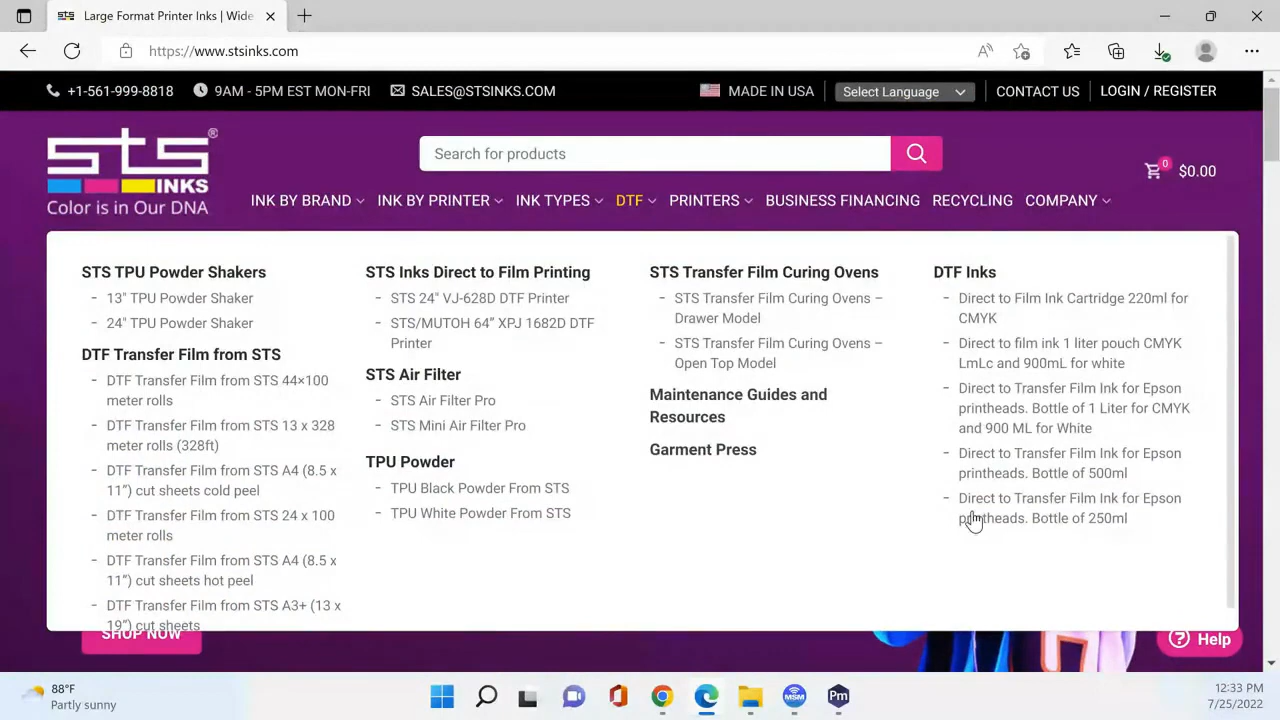 Large Format Printer Inks | Wide
https://www.stsinks.com
+1-561-999-8818
9AM - 5PM EST MON-FRI
SALES@STSINKS.COM
MADE IN USA
Select Language
CONTACT US
LOGIN / REGISTER
sts®
INKS
Color is in Our DNA
Search for products
0
$0.00
INK BY BRAND
INK BY PRINTER
INK TYPES
DTF
PRINTERS
BUSINESS FINANCING
RECYCLING
COMPANY
STS TPU Powder Shakers
- 13" TPU Powder Shaker
- 24" TPU Powder Shaker
DTF Transfer Film from STS
- DTF Transfer Film from STS 44×100
meter rolls
- DTF Transfer Film from STS 13 x 328
meter rolls (328ft)
- DTF Transfer Film from STS A4 (8.5 x
11”) cut sheets cold peel
- DTF Transfer Film from STS 24 x 100
meter rolls
- DTF Transfer Film from STS A4 (8.5 x
11”) cut sheets hot peel
- DTF Transfer Film from STS A3+ (13 x
19”) cut sheets
STS Inks Direct to Film Printing
- STS 24" VJ-628D DTF Printer
- STS/MUTOH 64” XPJ 1682D DTF
Printer
STS Air Filter
- STS Air Filter Pro
- STS Mini Air Filter Pro
TPU Powder
- TPU Black Powder From STS
- TPU White Powder From STS
STS Transfer Film Curing Ovens
- STS Transfer Film Curing Ovens –
Drawer Model
- STS Transfer Film Curing Ovens –
Open Top Model
Maintenance Guides and
Resources
Garment Press
DTF Inks
- Direct to Film Ink Cartridge 220ml for
CMYK
- Direct to film ink 1 liter pouch CMYK
LmLc and 900mL for white
- Direct to Transfer Film Ink for Epson
printheads. Bottle of 1 Liter for CMYK
and 900 ML for White
- Direct to Transfer Film Ink for Epson
printheads. Bottle of 500ml
- Direct to Transfer Film Ink for Epson
printheads. Bottle of 250ml
SHOP NOW
Help
88°F
Partly sunny
MSM
Pm
12:33 PM
7/25/2022